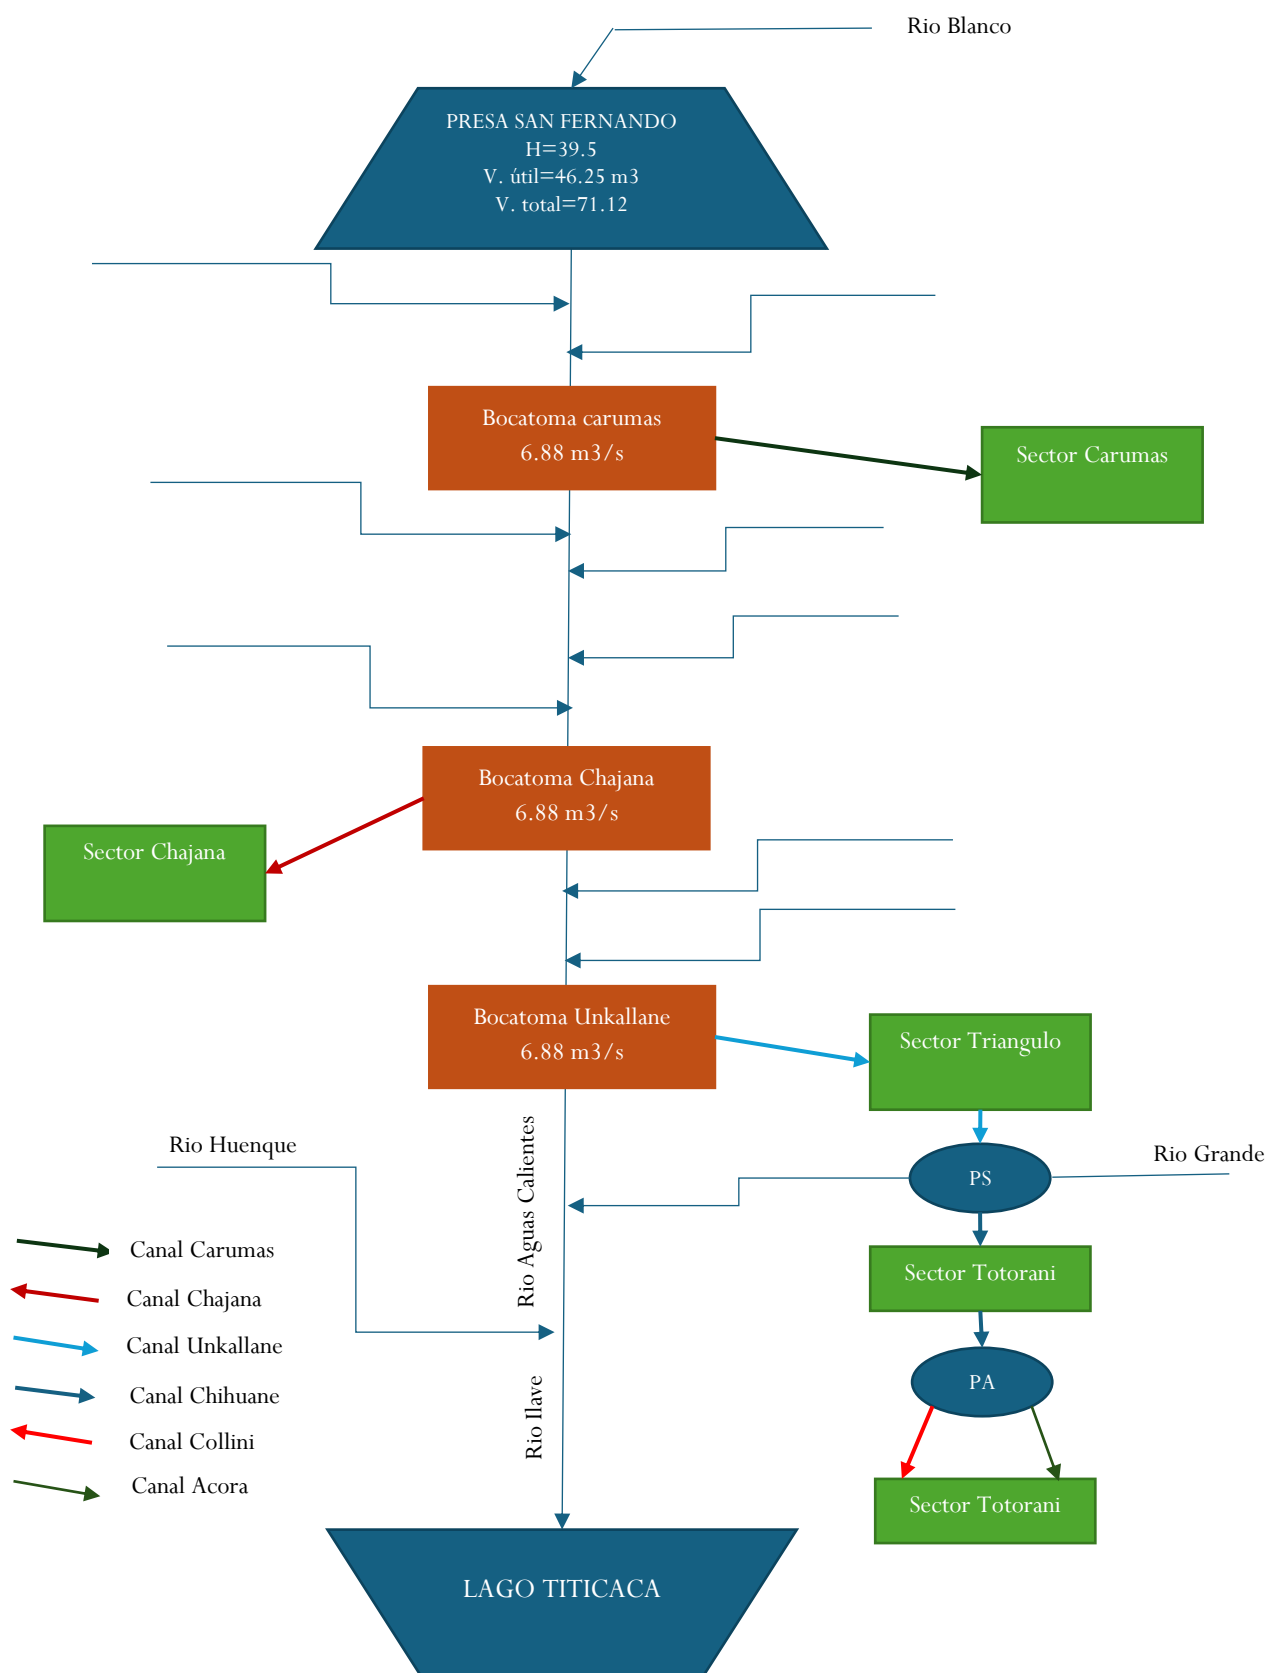 Rio Blanco
PRESA SAN FERNANDO
H=39.5
V. útil=46.25 m3
V. total=71.12
Bocatoma carumas
6.88 m3/s
Sector Carumas
Bocatoma Chajana
6.88 m3/s
Sector Chajana
Bocatoma Unkallane
6.88 m3/s
Sector Triangulo
Rio Huenque
Rio Aguas Calientes
PS
Rio Grande
Sector Totorani
PA
Rio Ilave
Sector Totorani
Canal Carumas
Canal Chajana
Canal Unkallane
Canal Chihuane
Canal Collini
Canal Acora
LAGO TITICACA